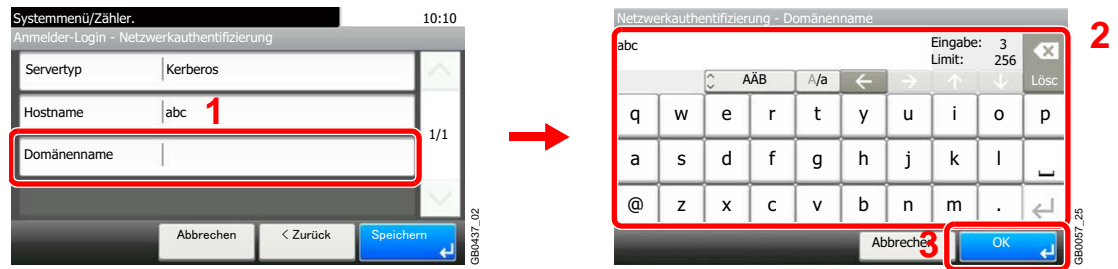 Systemmenü/Zähler.
10:10
Anmelder-Login - Netzwerkauthentifizierung
Servertyp Kerberos
Hostname abc 1
Domänenname
1/1
Abbrechen < Zurück Speichern
GB0437_02
Netzwerkauthentifizierung - Domänenname
2
abc
Eingabe: 3
Limit: 256
AÄB A/a ← → ↑ ↓ Lösc
q w e r t y u i o p
a s d f g h j k l
@ z x c v b n m .
Abbrechen 3 OK
GB0057_25